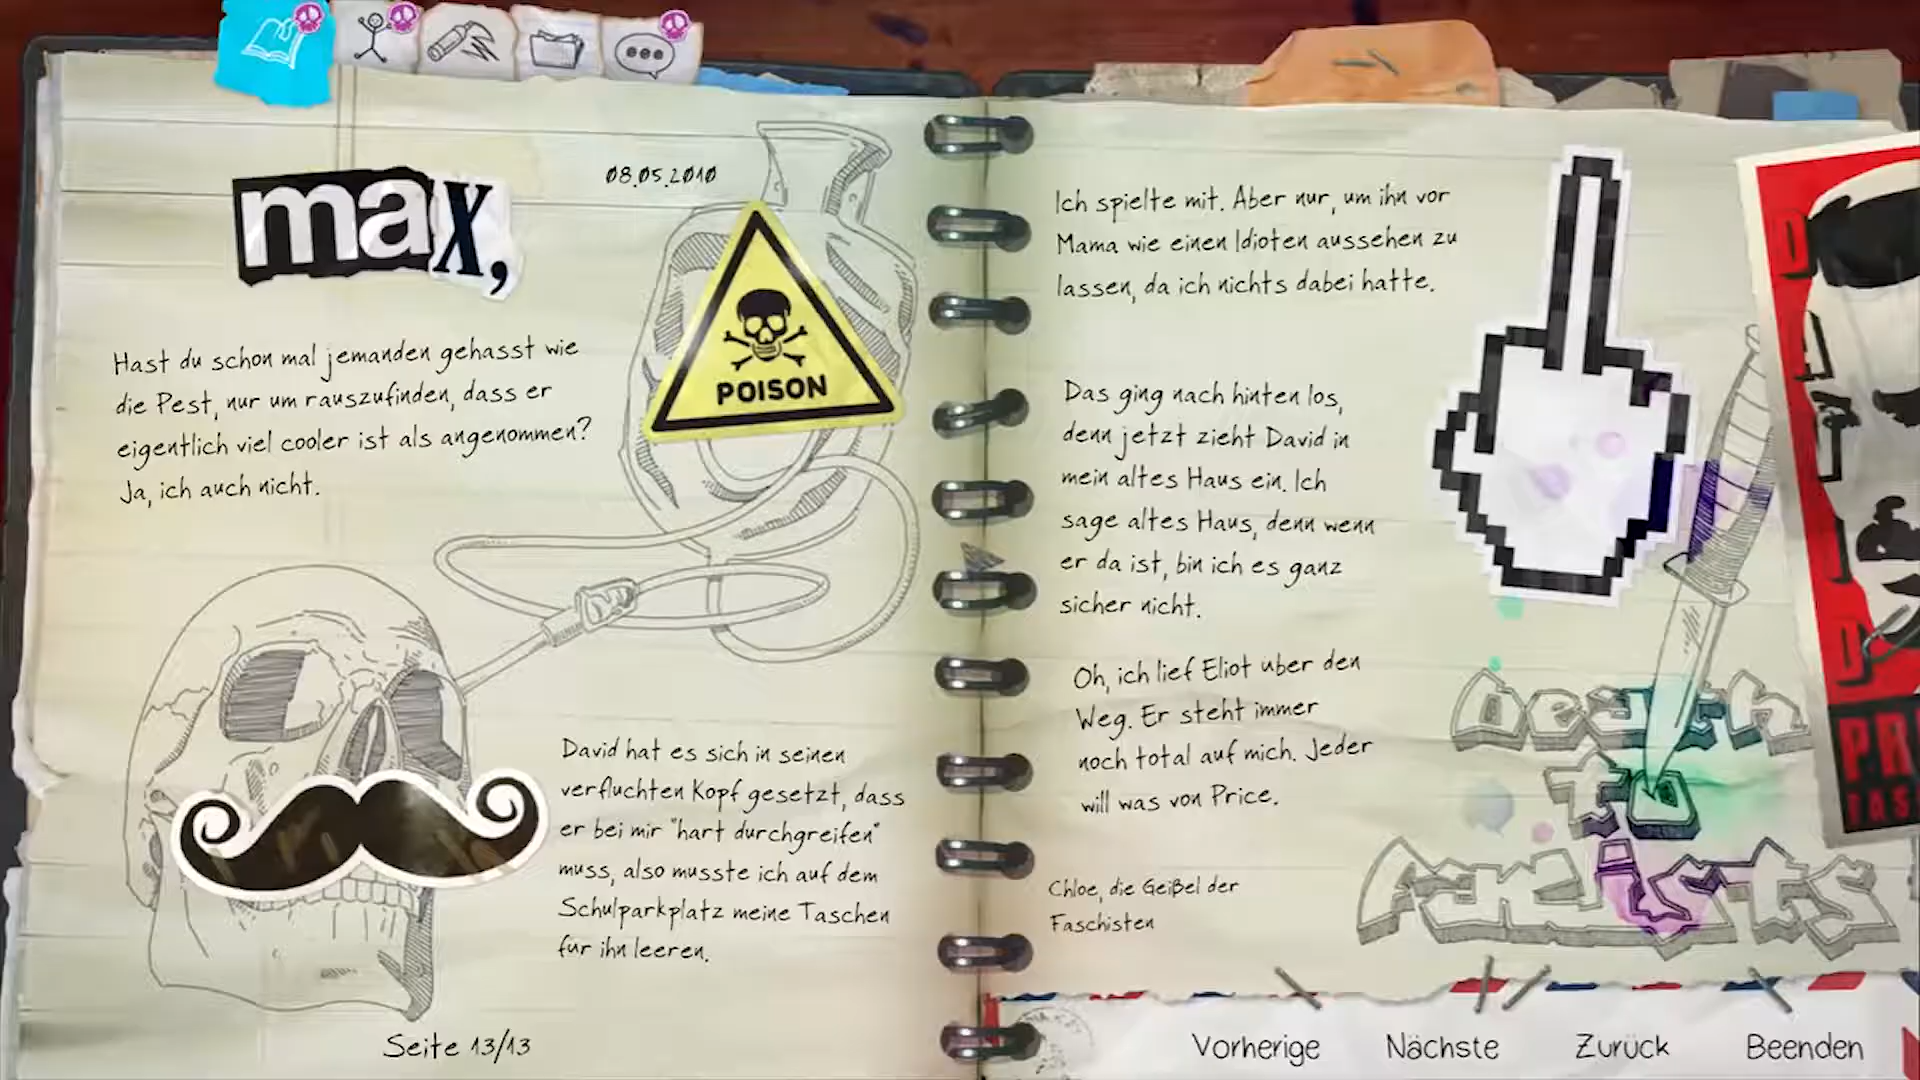 max,
08.05.2010
POISON
Hast du schon mal jemanden gehasst wie
die Pest, nur um rauszufinden, dass er
eigentlich viel cooler ist als angenommen?
Ja, ich auch nicht.
David hat es sich in seinen
verfluchten Kopf gesetzt, dass
er bei mir "hart durchgreifen"
muss, also musste ich auf dem
Schulparkplatz meine Taschen
fur ihn leeren.
Seite 13/13
Ich spielte mit. Aber nur, um ihn vor
Mama wie einen Idioten aussehen zu
lassen, da ich nichts dabei hatte.
Das ging nach hinten los,
denn jetzt zieht David in
mein altes Haus ein. Ich
sage altes Haus, denn wenn
er da ist, bin ich es ganz
sicher nicht.
Oh, ich lief Eliot uber den
Weg. Er steht immer
noch total auf mich. Jeder
will was von Price.
Chloe, die Geißel der
Faschisten
death
to
Vorherige Nächste Zurück Beenden